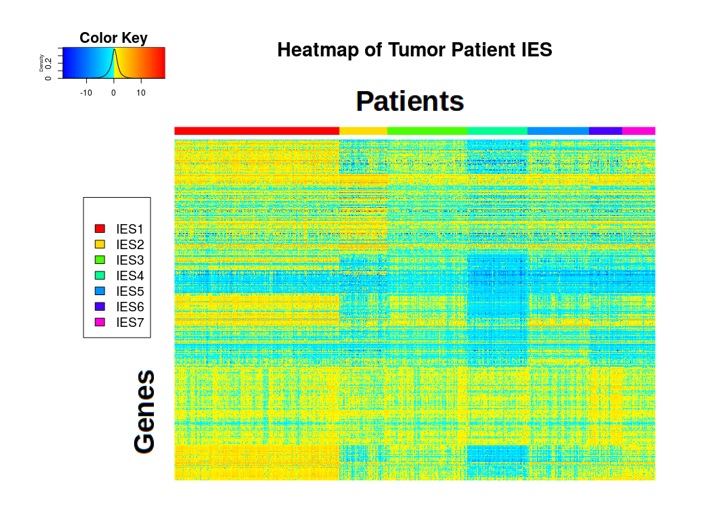 Color Key
Density
0 0.2
-10 0 10
Heatmap of Tumor Patient IES
Patients
IES1
IES2
IES3
IES4
IES5
IES6
IES7
Genes